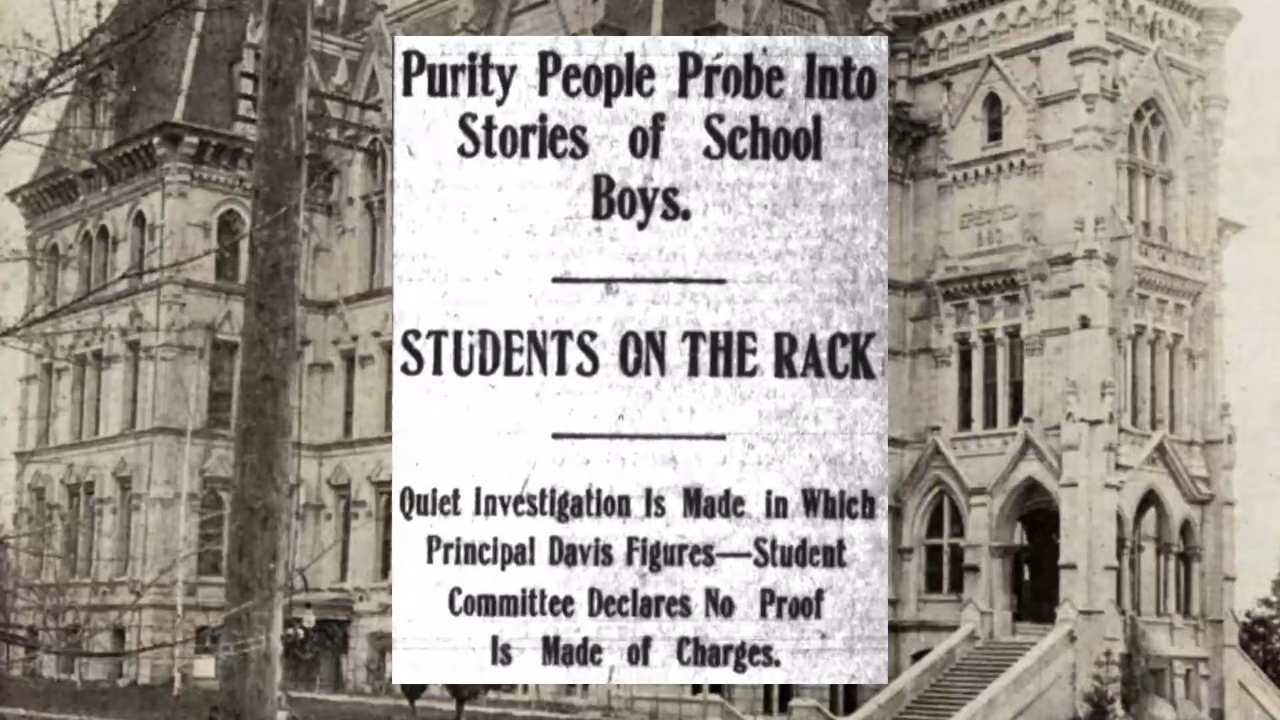 Purity People Probe Into
Stories of School
Boys.
STUDENTS ON THE RACK
Quiet Investigation Is Made in Which
Principal Davis Figures—Student
Committee Declares No Proof
Is Made of Charges.